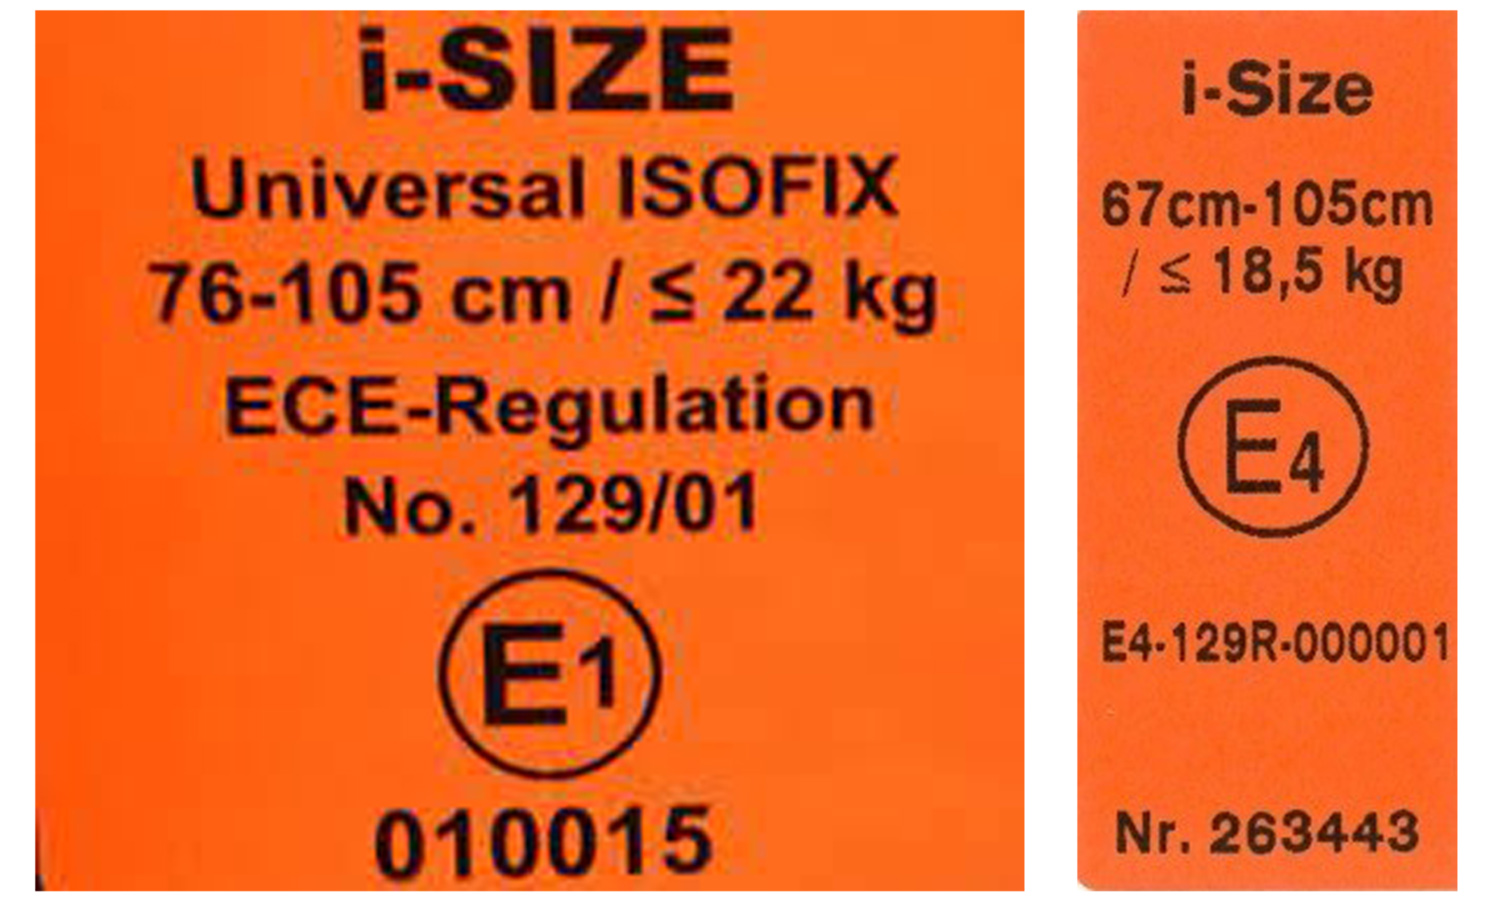 i-SIZE
Universal ISOFIX
76-105 cm / ≤ 22 kg
ECE-Regulation
No. 129/01
E1
010015
i-Size
67cm-105cm
/ ≤ 18,5 kg
E4
E4-129R-000001
Nr. 263443